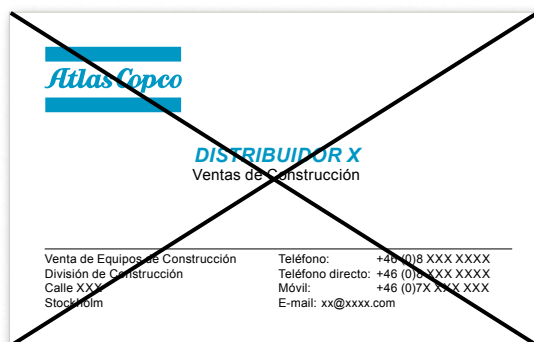 Atlas Copco
DISTRIBUIDOR X
Ventas de Construcción
Venta de Equipos de Construcción
División de Construcción
Calle XXX
Stockholm
Teléfono: +46 (0)8 XXX XXXX
Teléfono directo: +46 (0)8 XXX XXXX
Móvil: +46 (0)7X XXX XXX
E-mail: xx@xxxx.com